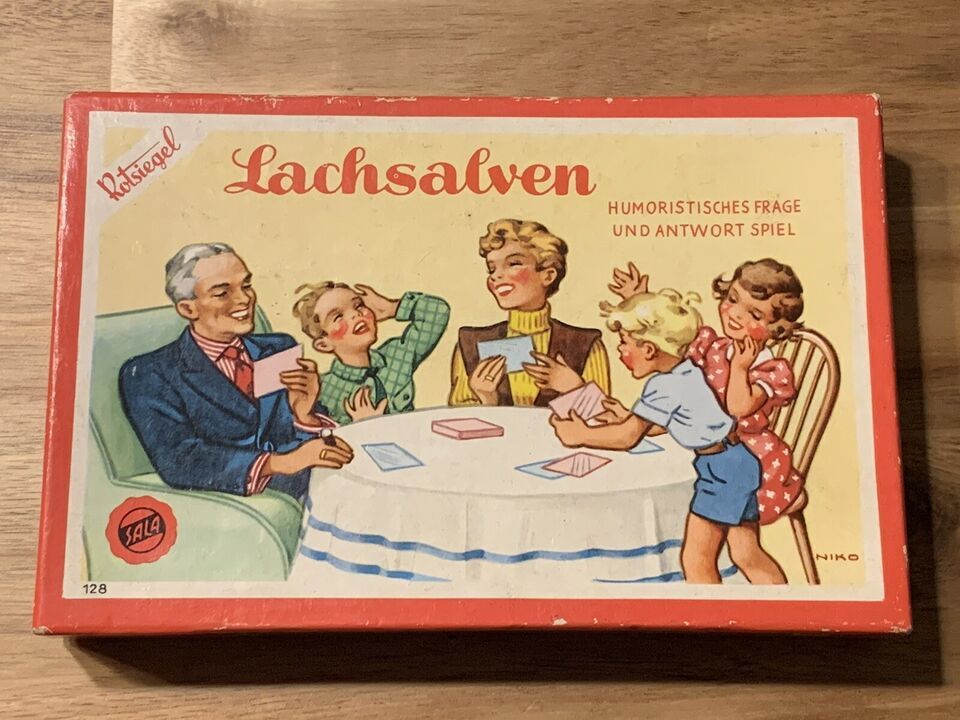 Rotsiegel
Lachsalven
HUMORISTISCHES FRAGE
UND ANTWORT SPIEL
SALA
NIKO
128